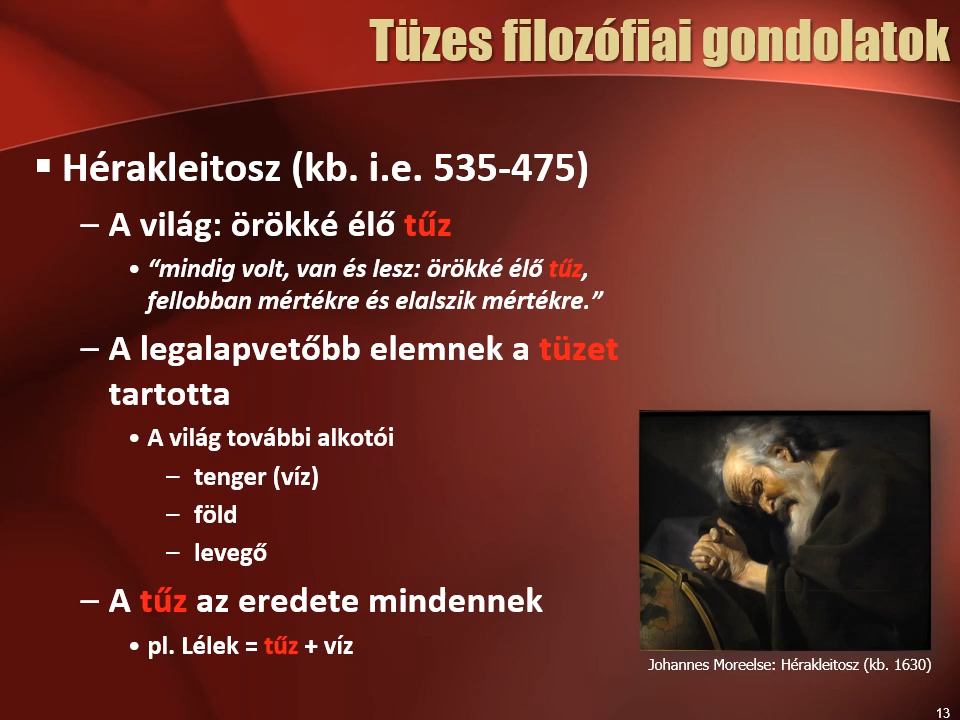 Tüzes filozófiai gondolatok
▪ Hérakleitosz (kb. i.e. 535-475)
– A világ: örökké élő tűz
• “mindig volt, van és lesz: örökké élő tűz,
fellobban mértékre és elalszik mértékre.”
– A legalapvetőbb elemnek a tüzet
tartotta
• A világ további alkotói
– tenger (víz)
– föld
– levegő
– A tűz az eredete mindennek
• pl. Lélek = tűz + víz
Johannes Moreelse: Hérakleitosz (kb. 1630)
13